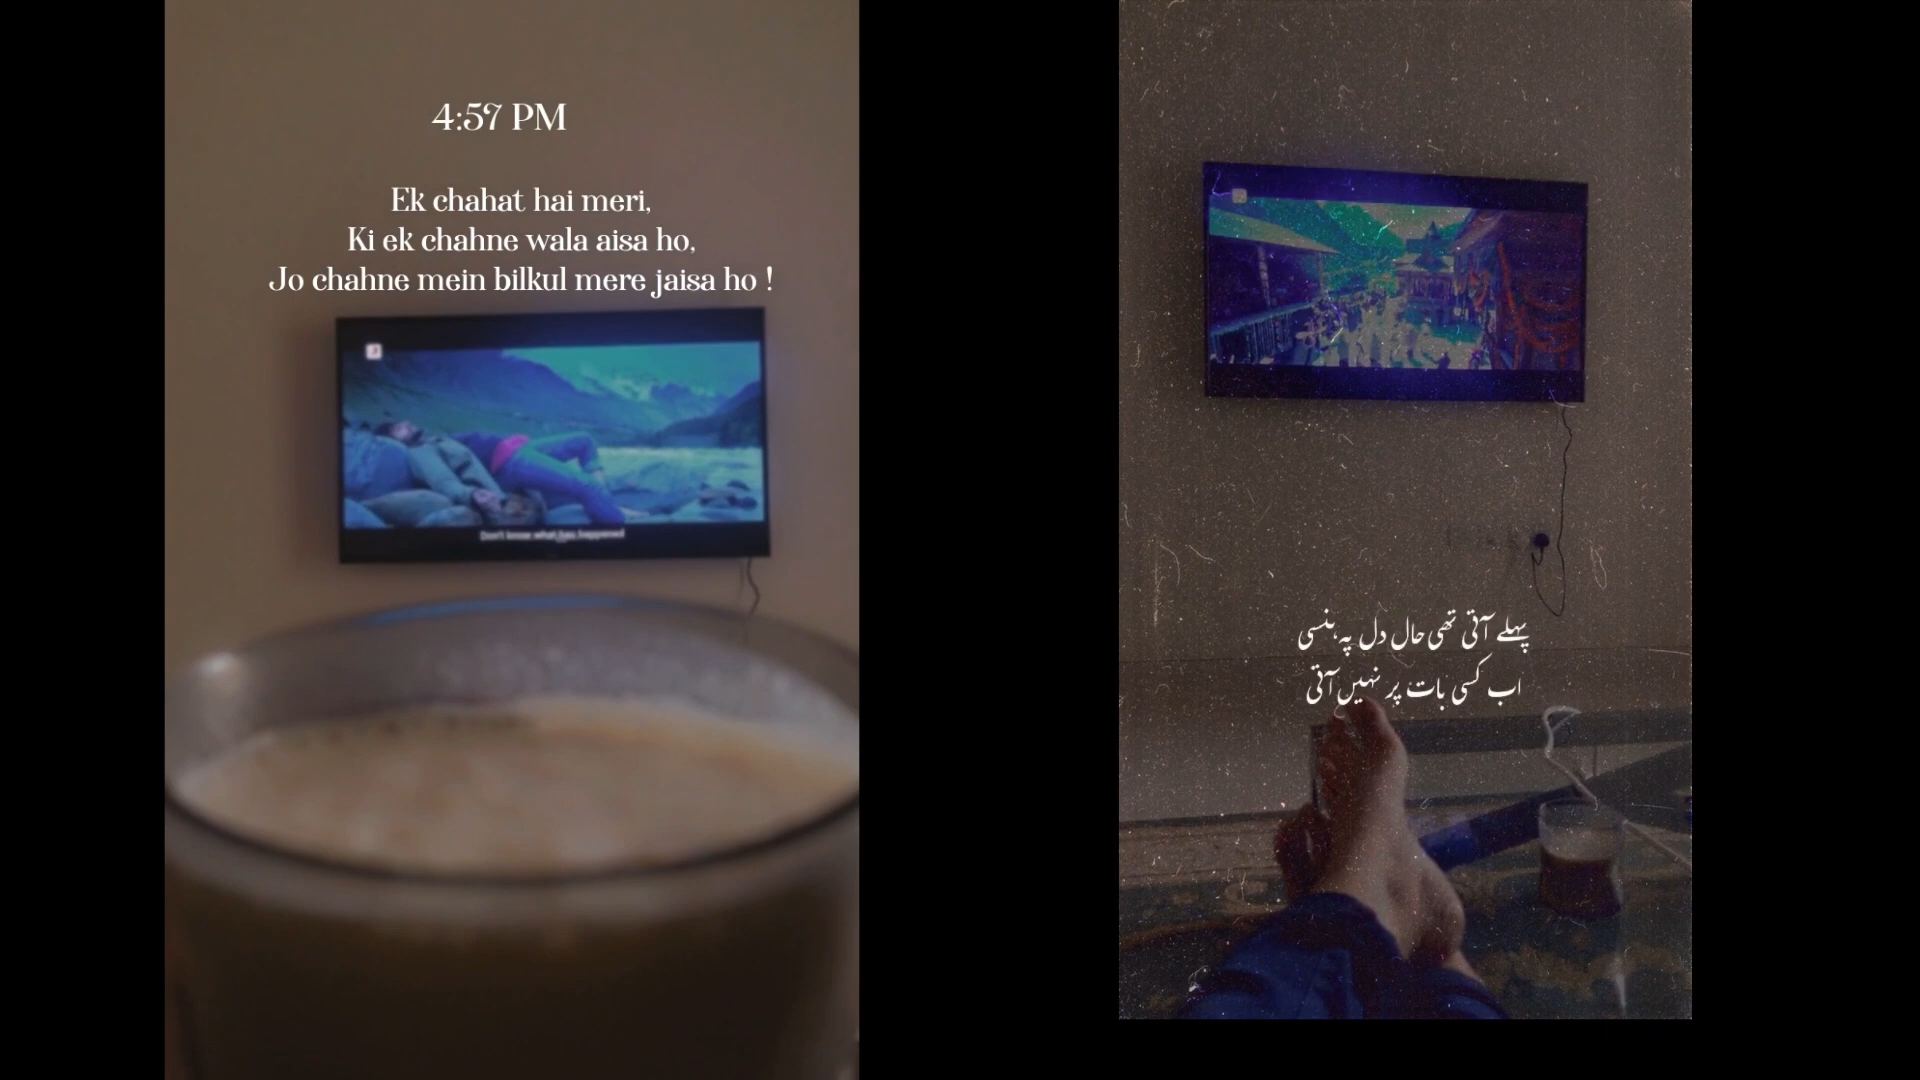 4:57 PM
Ek chahat hai meri,
Ki ek chahne wala aisa ho,
Jo chahne mein bilkul mere jaisa ho !
Don't know what has happened
پہلے آتی تھی حال دل پہ ہنسی
اب کسی بات پر نہیں آتی